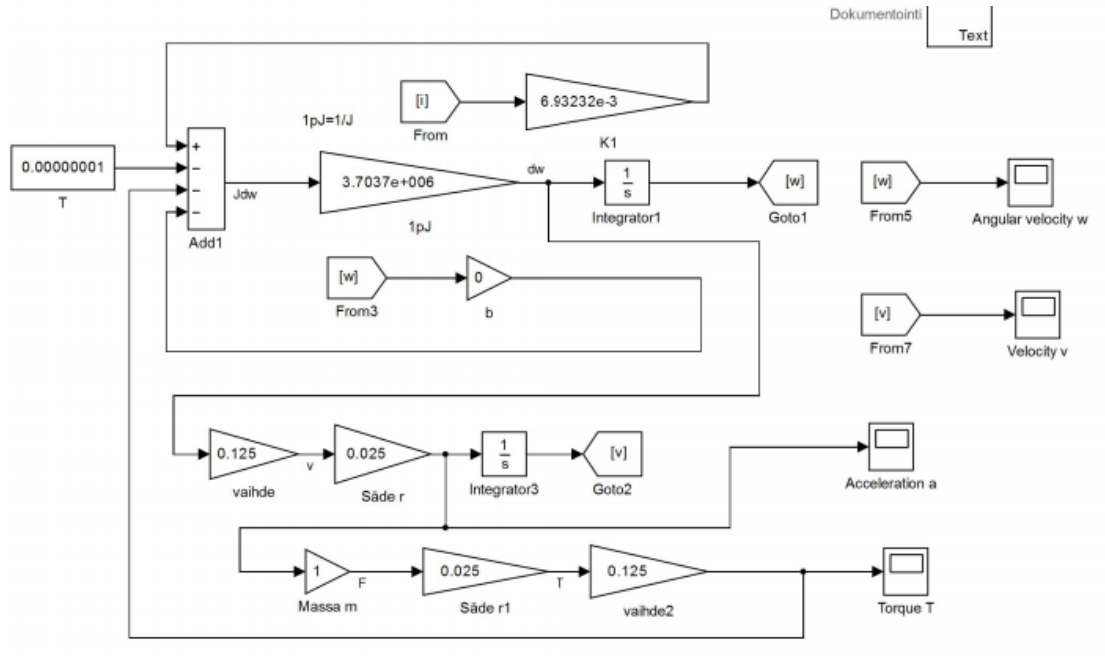 Dokumentointi
Text
[i]
From
6.93232e-3
K1
1pJ=1/J
0.00000001
T
+
−
−
−
Add1
Jdw
3.7037e+006
1pJ
dw
1
s
Integrator1
[w]
Goto1
[w]
From5
Angular velocity w
[w]
From3
0
b
[v]
From7
Velocity v
0.125
vaihde
v
0.025
Säde r
1
s
Integrator3
[v]
Goto2
Acceleration a
1
Massa m
F
0.025
Säde r1
T
0.125
vaihde2
Torque T